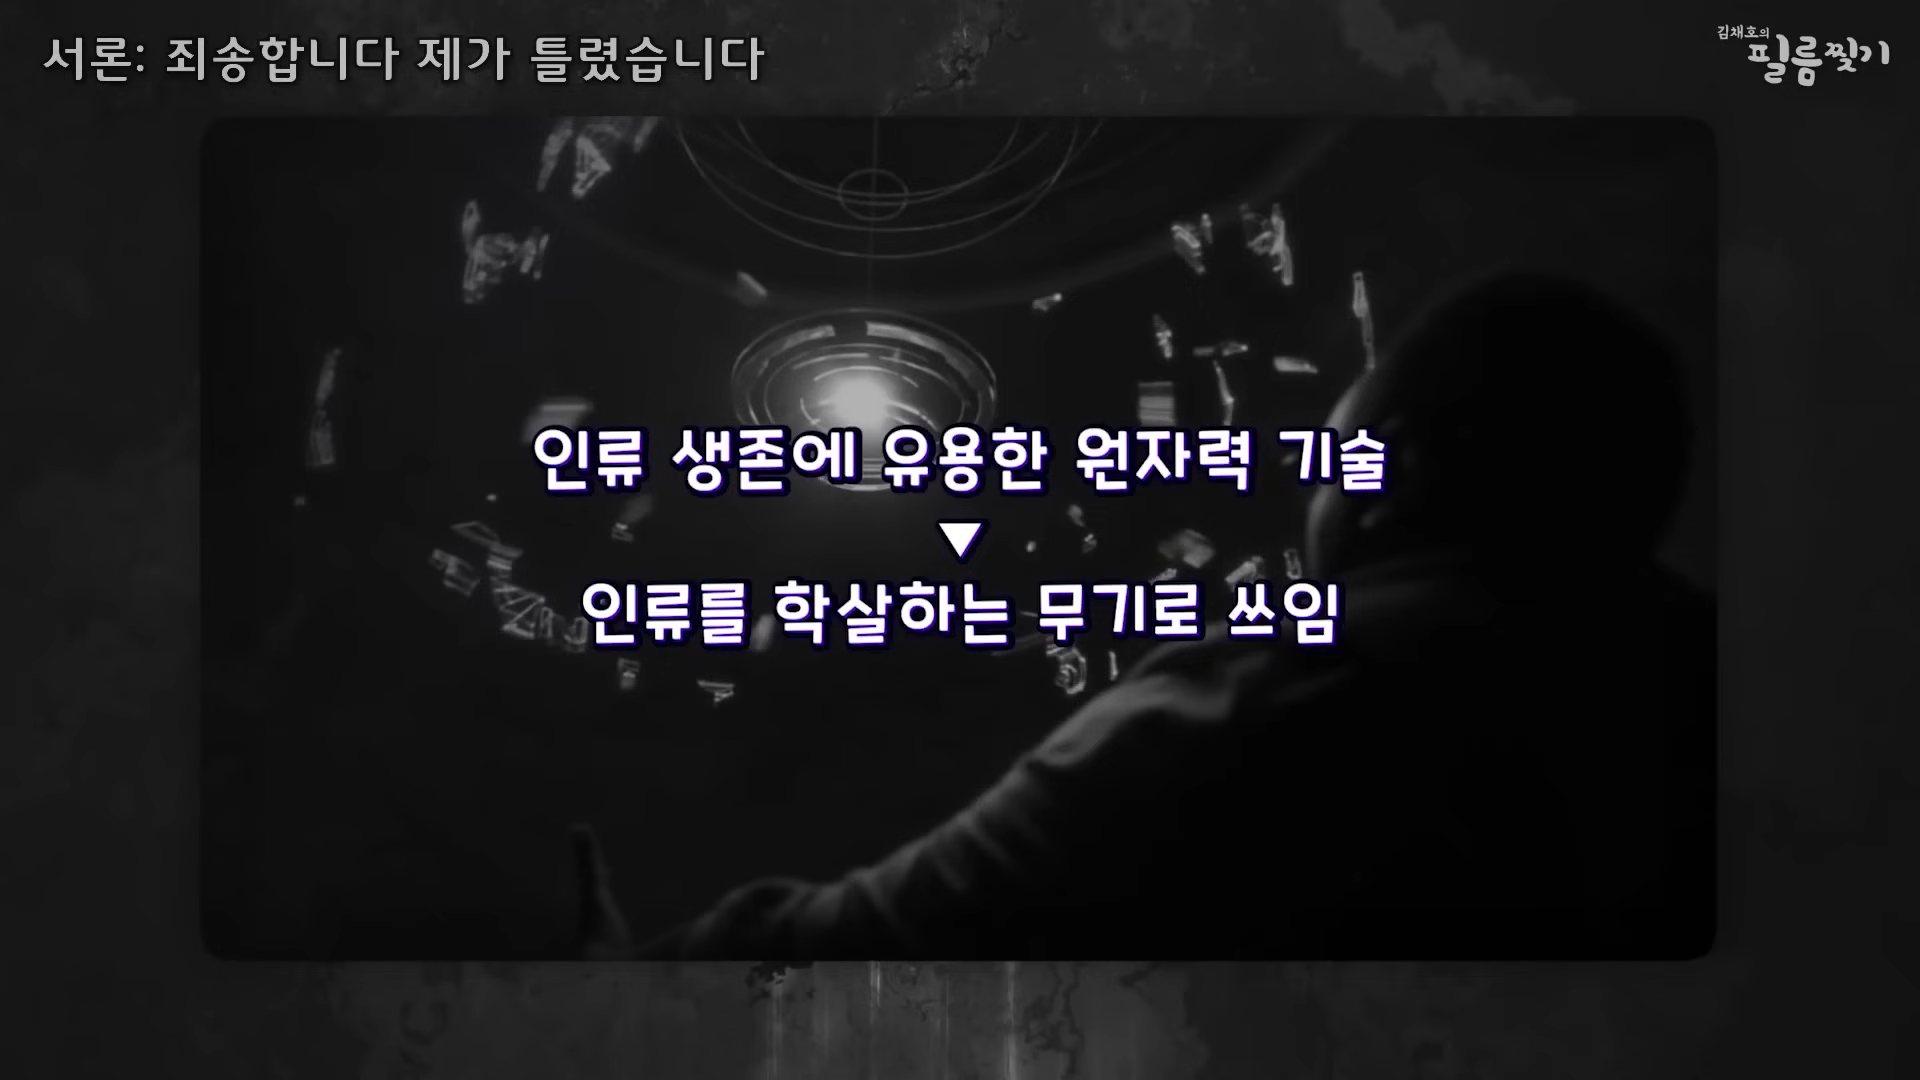 서론: 죄송합니다 제가 틀렸습니다
김채호의
필름찢기
인류 생존에 유용한 원자력 기술
▼
인류를 학살하는 무기로 쓰임